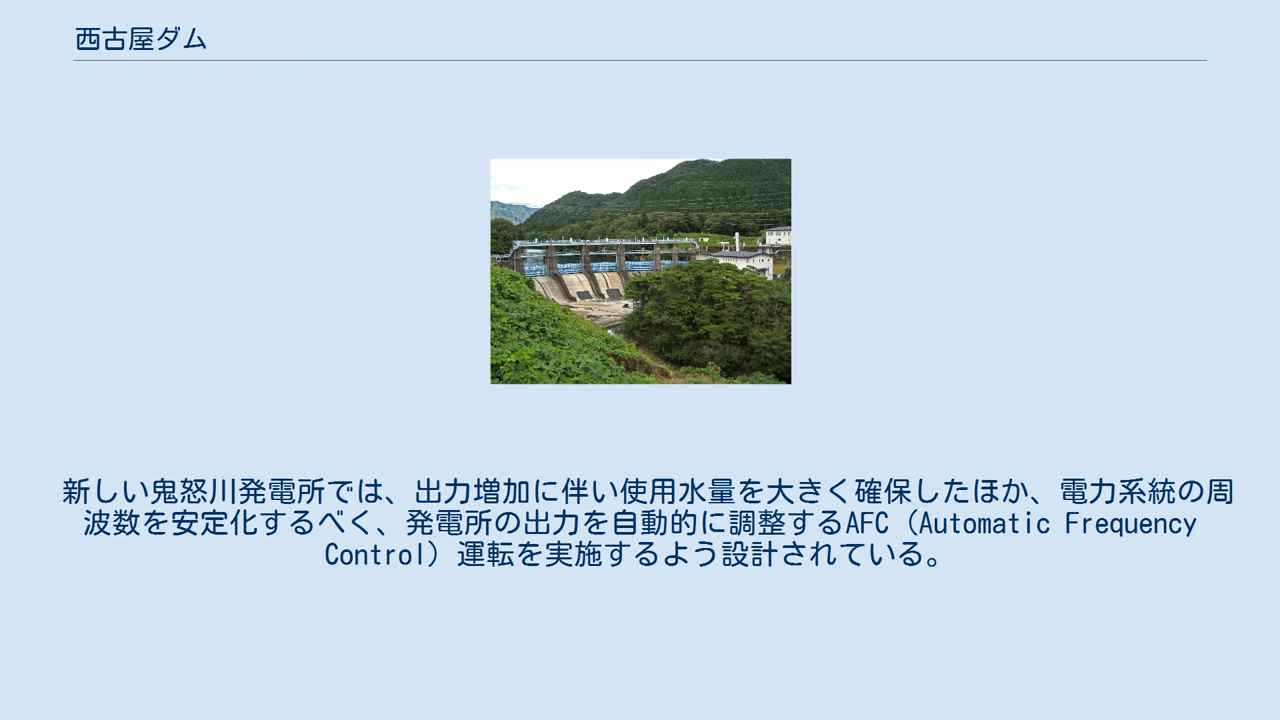 西古屋ダム
新しい鬼怒川発電所では、出力増加に伴い使用水量を大きく確保したほか、電力系統の周
波数を安定化するべく、発電所の出力を自動的に調整するAFC（Automatic Frequency
Control）運転を実施するよう設計されている。